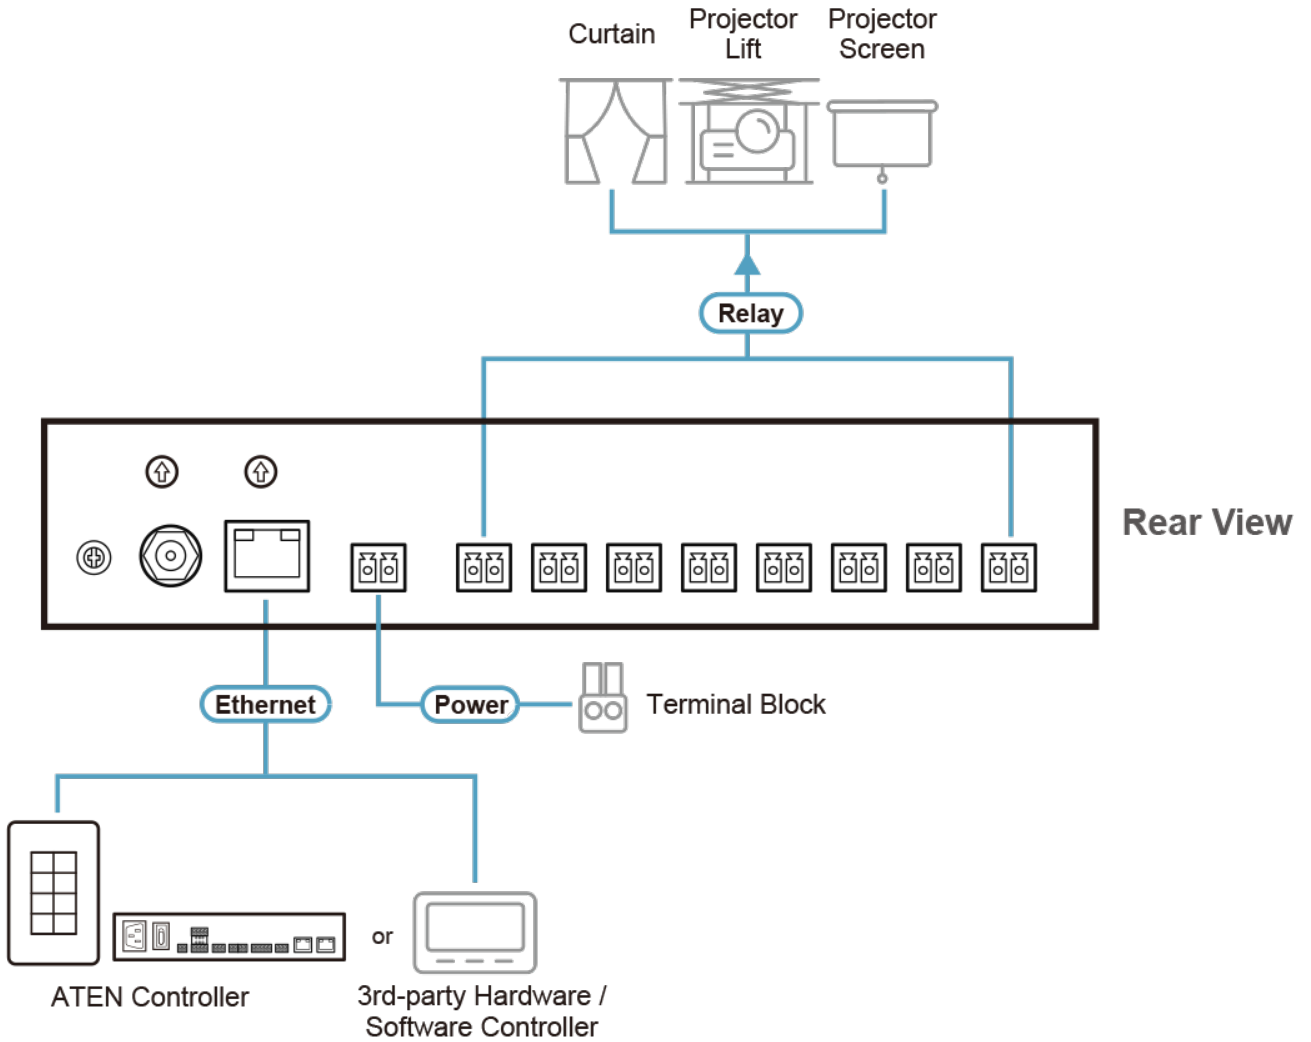 Curtain
Projector
Lift
Projector
Screen
Relay
Rear View
Ethernet
Power
Terminal Block
or
ATEN Controller
3rd-party Hardware /
Software Controller